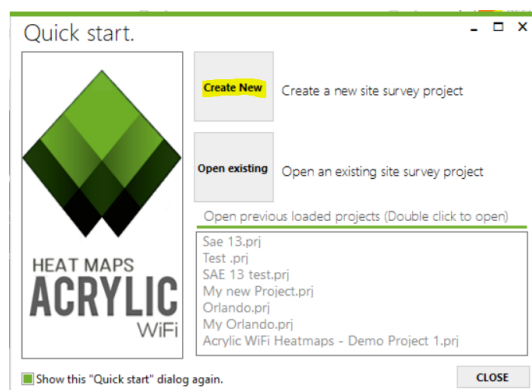 Quick start.
Create New
Create a new site survey project
Open existing
Open an existing site survey project
Open previous loaded projects (Double click to open)
Sae 13.prj
Test .prj
SAE 13 test.prj
My new Project.prj
Orlando.prj
My Orlando.prj
Acrylic WiFi Heatmaps - Demo Project 1.prj
HEAT MAPS
ACRYLIC
WiFi
Show this "Quick start" dialog again.
CLOSE